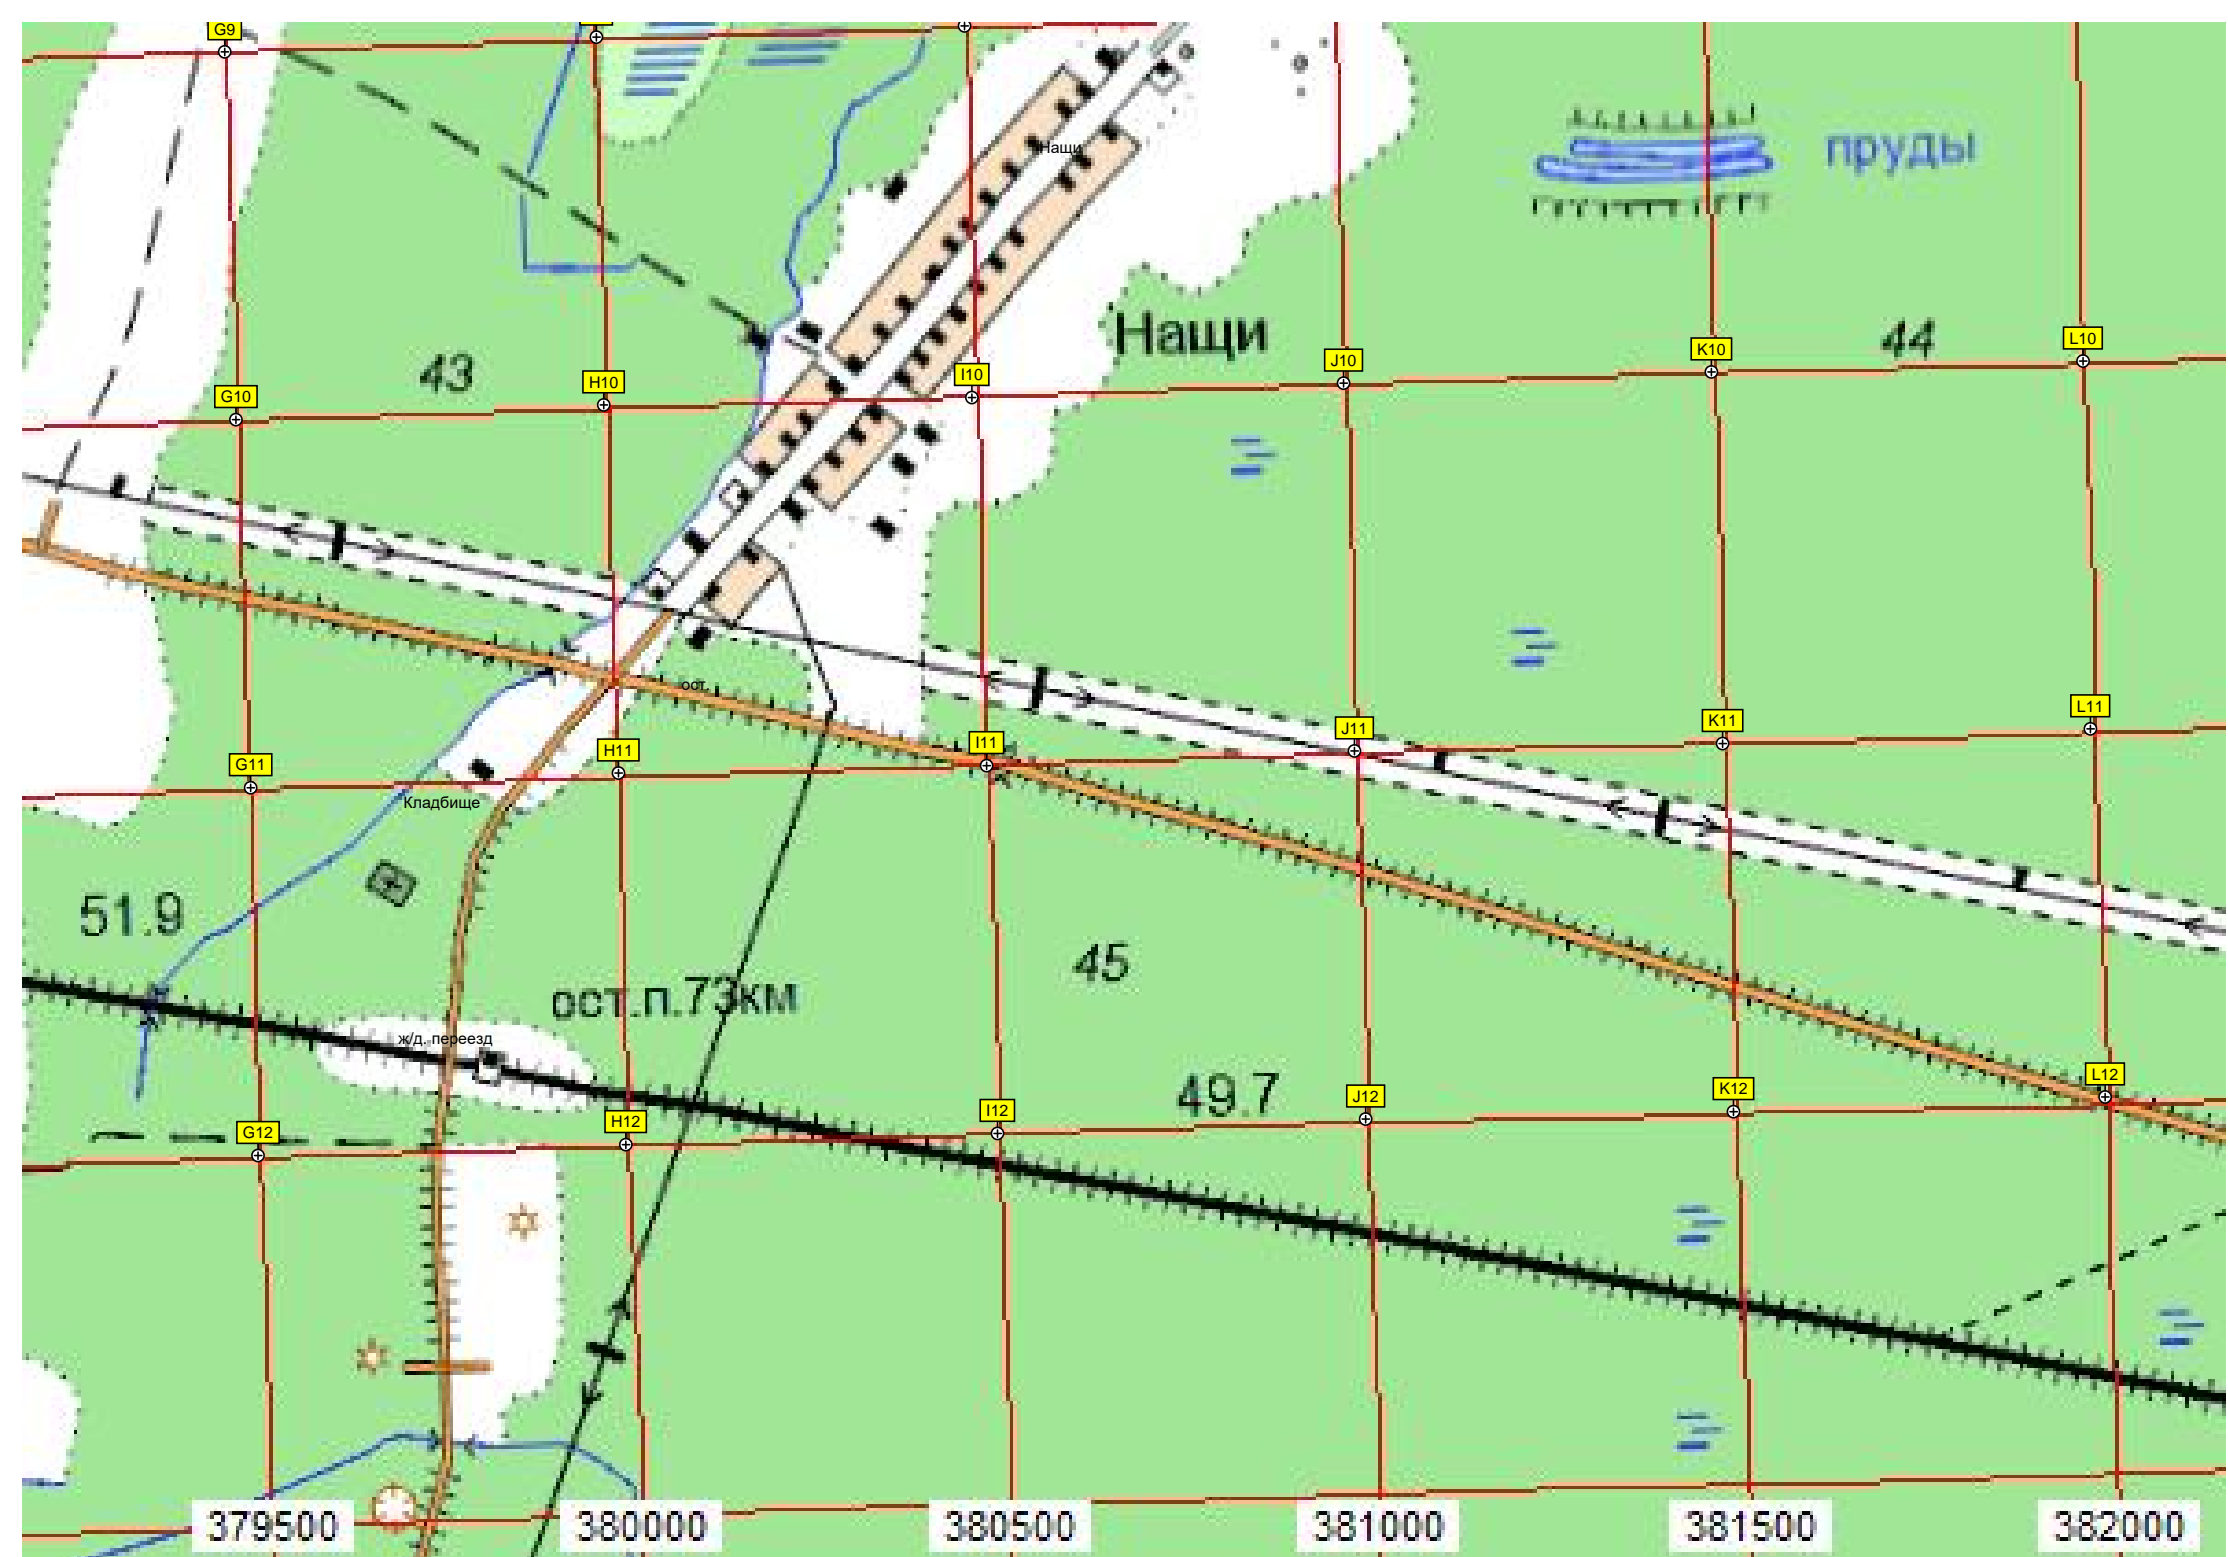 G9
Нащи
пруды
43
Нащи
44
G10
H10
I10
J10
K10
L10
ост.
G11
H11
I11
J11
K11
L11
Кладбище
51.9
45
ост.п.73км
ж/д. переезд
49.7
G12
H12
I12
J12
K12
L12
379500
380000
380500
381000
381500
382000